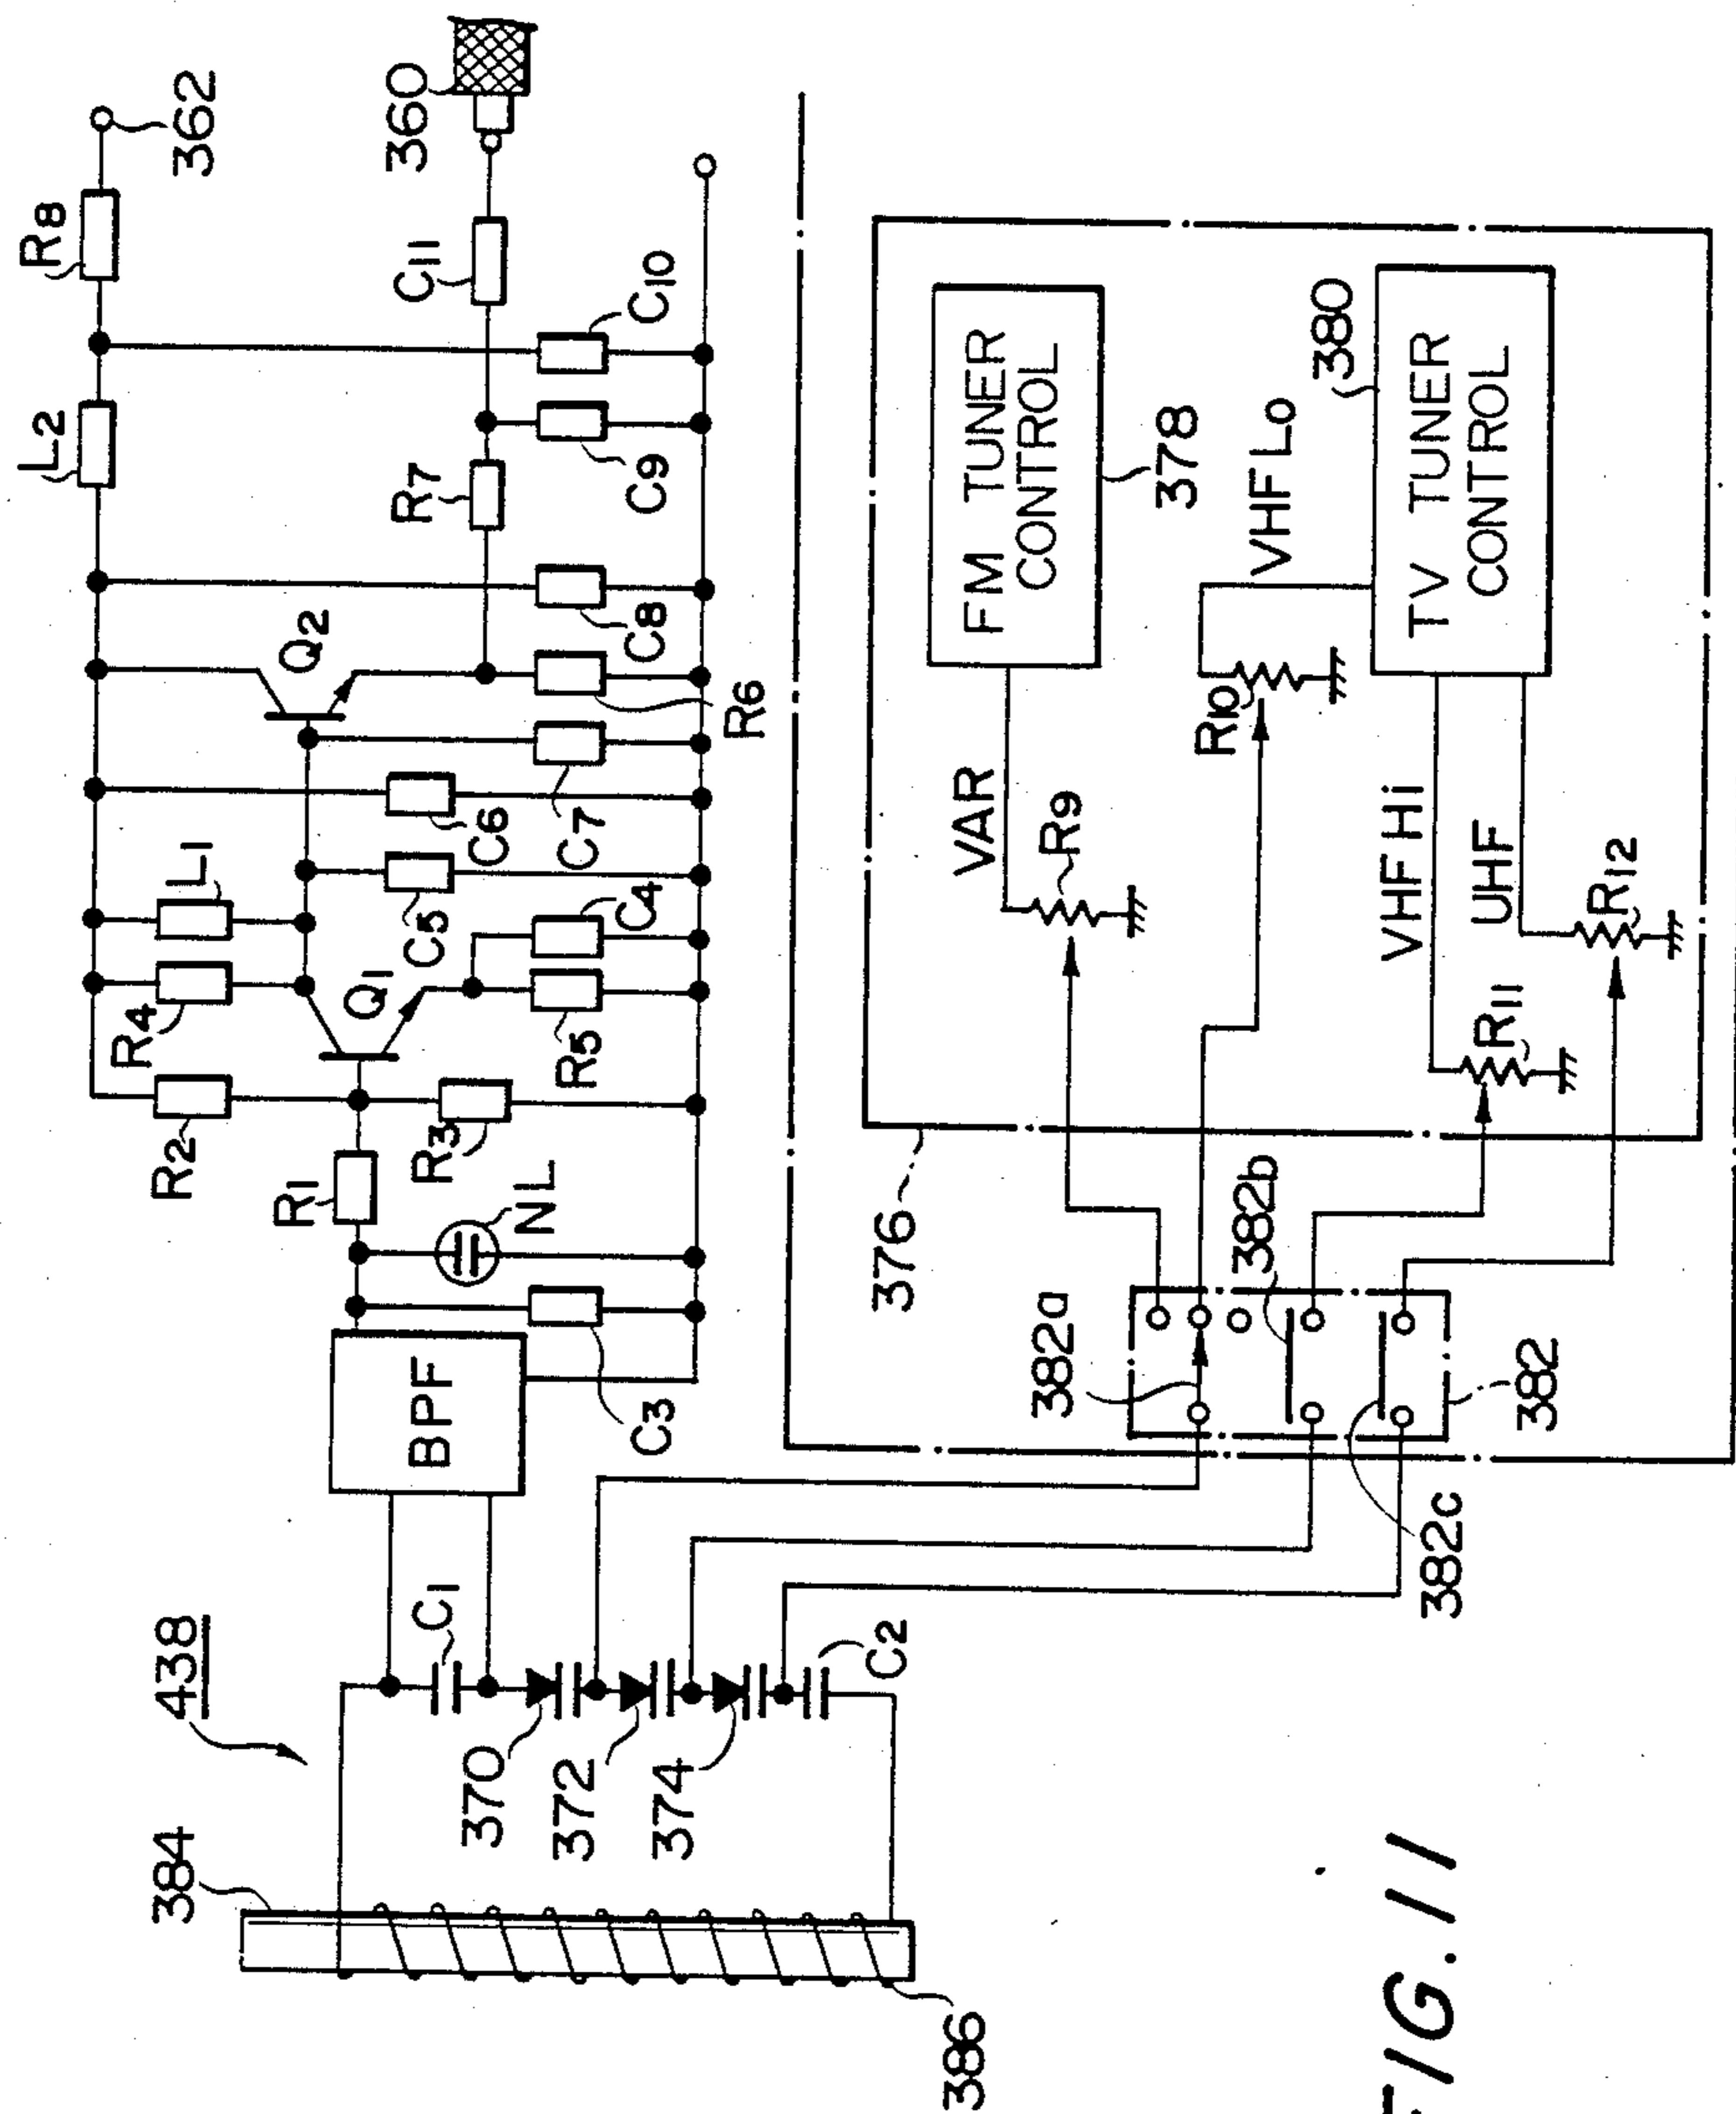 438
384
386
C1
370
372
374
C2
BPF
C3
NL
R1
R2
R3
R4
L1
Q1
R5
C4
C5
C6
C7
Q2
R6
C8
R7
C9
L2
C10
C11
R8
362
360
376
FM TUNER
CONTROL
378
VAR
R9
VHF Lo
R10
380
TV TUNER
CONTROL
VHF Hi
UHF
R11
R12
382a
382b
382c
382
FIG. 11